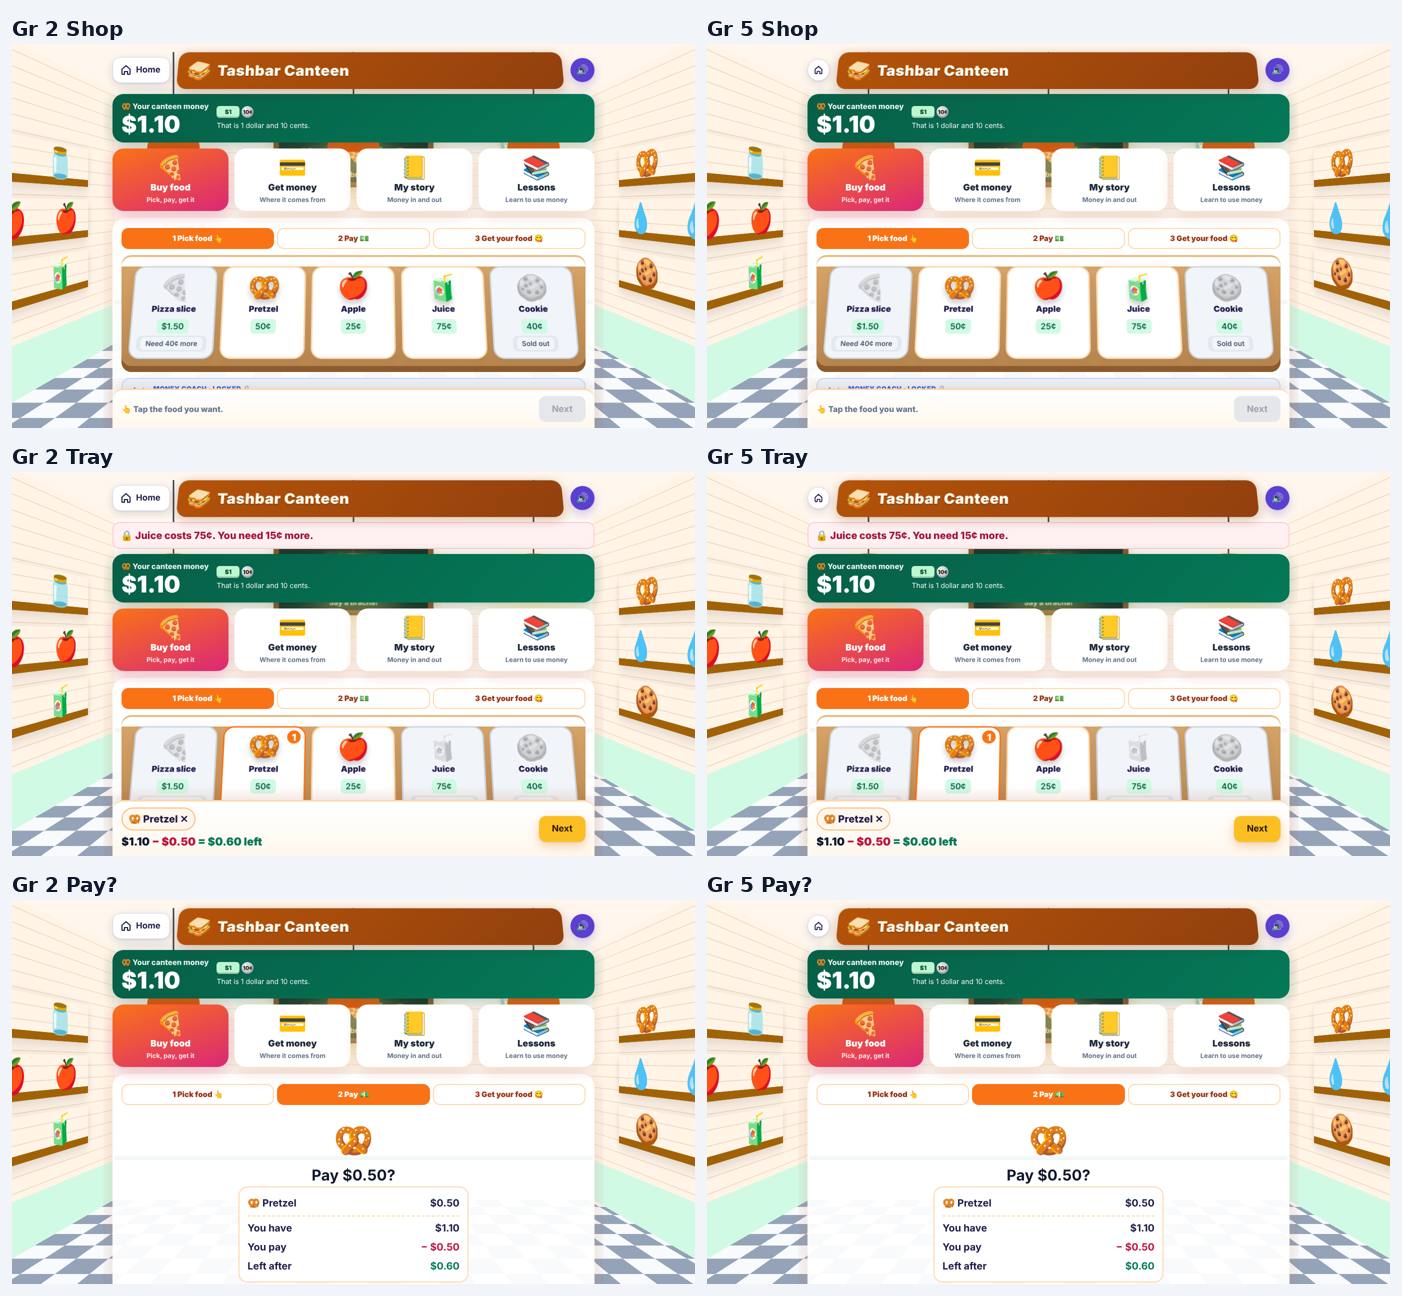 Gr 2 Shop
Home
Tashbar Canteen
Your canteen money
$1.10
$1 10¢
That is 1 dollar and 10 cents.
Buy food
Pick, pay, get it
Get money
Where it comes from
My story
Money in and out
Lessons
Learn to use money
1 Pick food
2 Pay
3 Get your food
Pizza slice
$1.50
Need 40¢ more
Pretzel
50¢
Apple
25¢
Juice
75¢
Cookie
40¢
Sold out
MONEY COACH · LOCKED
Tap the food you want.
Next
Gr 5 Shop
Tashbar Canteen
Your canteen money
$1.10
$1 10¢
That is 1 dollar and 10 cents.
Buy food
Pick, pay, get it
Get money
Where it comes from
My story
Money in and out
Lessons
Learn to use money
1 Pick food
2 Pay
3 Get your food
Pizza slice
$1.50
Need 40¢ more
Pretzel
50¢
Apple
25¢
Juice
75¢
Cookie
40¢
Sold out
MONEY COACH · LOCKED
Tap the food you want.
Next
Gr 2 Tray
Home
Tashbar Canteen
Juice costs 75¢. You need 15¢ more.
Your canteen money
$1.10
$1 10¢
That is 1 dollar and 10 cents.
Buy food
Pick, pay, get it
Get money
Where it comes from
My story
Money in and out
Lessons
Learn to use money
1 Pick food
2 Pay
3 Get your food
Pizza slice
$1.50
1
Pretzel
50¢
Apple
25¢
Juice
75¢
Cookie
40¢
Pretzel ✕
$1.10 − $0.50 = $0.60 left
Next
Gr 5 Tray
Tashbar Canteen
Juice costs 75¢. You need 15¢ more.
Your canteen money
$1.10
$1 10¢
That is 1 dollar and 10 cents.
Say a bracha!
Buy food
Pick, pay, get it
Get money
Where it comes from
My story
Money in and out
Lessons
Learn to use money
1 Pick food
2 Pay
3 Get your food
Pizza slice
$1.50
1
Pretzel
50¢
Apple
25¢
Juice
75¢
Cookie
40¢
Pretzel ✕
$1.10 − $0.50 = $0.60 left
Next
Gr 2 Pay?
Home
Tashbar Canteen
Your canteen money
$1.10
$1 10¢
That is 1 dollar and 10 cents.
Buy food
Pick, pay, get it
Get money
Where it comes from
My story
Money in and out
Lessons
Learn to use money
1 Pick food
2 Pay
3 Get your food
Pay $0.50?
Pretzel $0.50
You have $1.10
You pay − $0.50
Left after $0.60
Gr 5 Pay?
Tashbar Canteen
Your canteen money
$1.10
$1 10¢
That is 1 dollar and 10 cents.
Buy food
Pick, pay, get it
Get money
Where it comes from
My story
Money in and out
Lessons
Learn to use money
1 Pick food
2 Pay
3 Get your food
Pay $0.50?
Pretzel $0.50
You have $1.10
You pay − $0.50
Left after $0.60